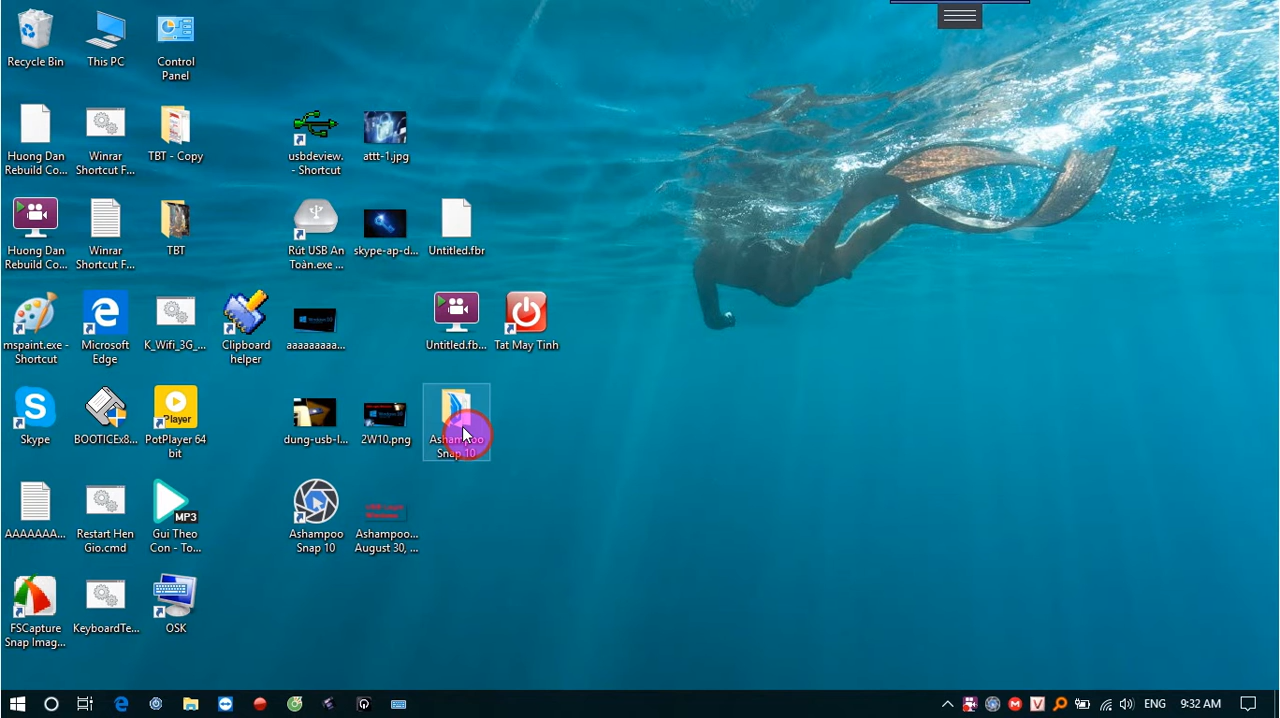 Recycle Bin
This PC
Control
Panel
Huong Dan
Rebuild Co...
Winrar
Shortcut F...
TBT - Copy
usbdeview.
- Shortcut
attt-1.jpg
Huong Dan
Rebuild Co...
Winrar
Shortcut F...
TBT
Rút USB An
Toàn.exe ...
skype-ap-d...
Untitled.fbr
mspaint.exe -
Shortcut
Microsoft
Edge
K_Wifi_3G_...
Clipboard
helper
aaaaaaaaa...
Untitled.fb...
Tat May Tinh
Skype
BOOTICEx8...
Player
PotPlayer 64
bit
dung-usb-l...
2W10.png
Ashampoo
Snap 10
AAAAAAA...
Restart Hen
Gio.cmd
MP3
Gui Theo
Con - To...
Ashampoo
Snap 10
Ashampoo...
August 30, ...
FSCapture
Snap Imag...
KeyboardTe...
OSK
ENG
9:32 AM